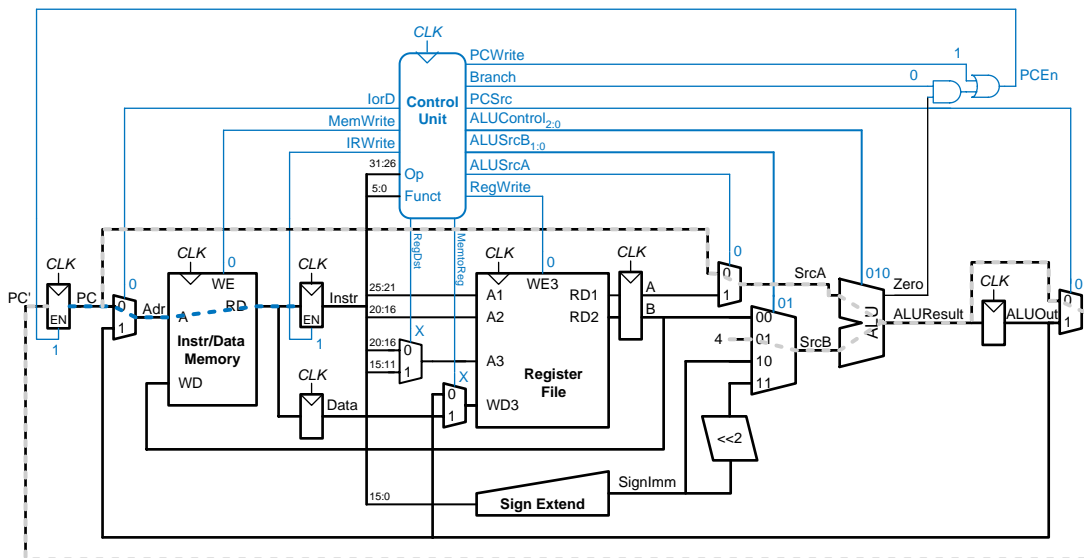 CLK
PCWrite
1
Branch
0
PCEn
IorD
Control
Unit
PCSrc
MemWrite
ALUControl2:0
IRWrite
ALUSrcB1:0
31:26
Op
ALUSrcA
5:0
Funct
RegWrite
RegDst
MemtoReg
CLK
0
CLK
0
WE
CLK
CLK
0
WE3
CLK
0
SrcA
010
Zero
CLK
0
PC'
EN
1
PC
0
1
Adr
A
RD
Instr/Data
Memory
WD
EN
1
Instr
25:21
A1
RD1
A
0
1
20:16
A2
RD2
B
01
00
4
01
SrcB
10
11
ALU
ALUResult
ALUOut
0
1
20:16
X
0
15:11
1
A3
Register
File
CLK
Data
X
0
1
WD3
<<2
SignImm
15:0
Sign Extend